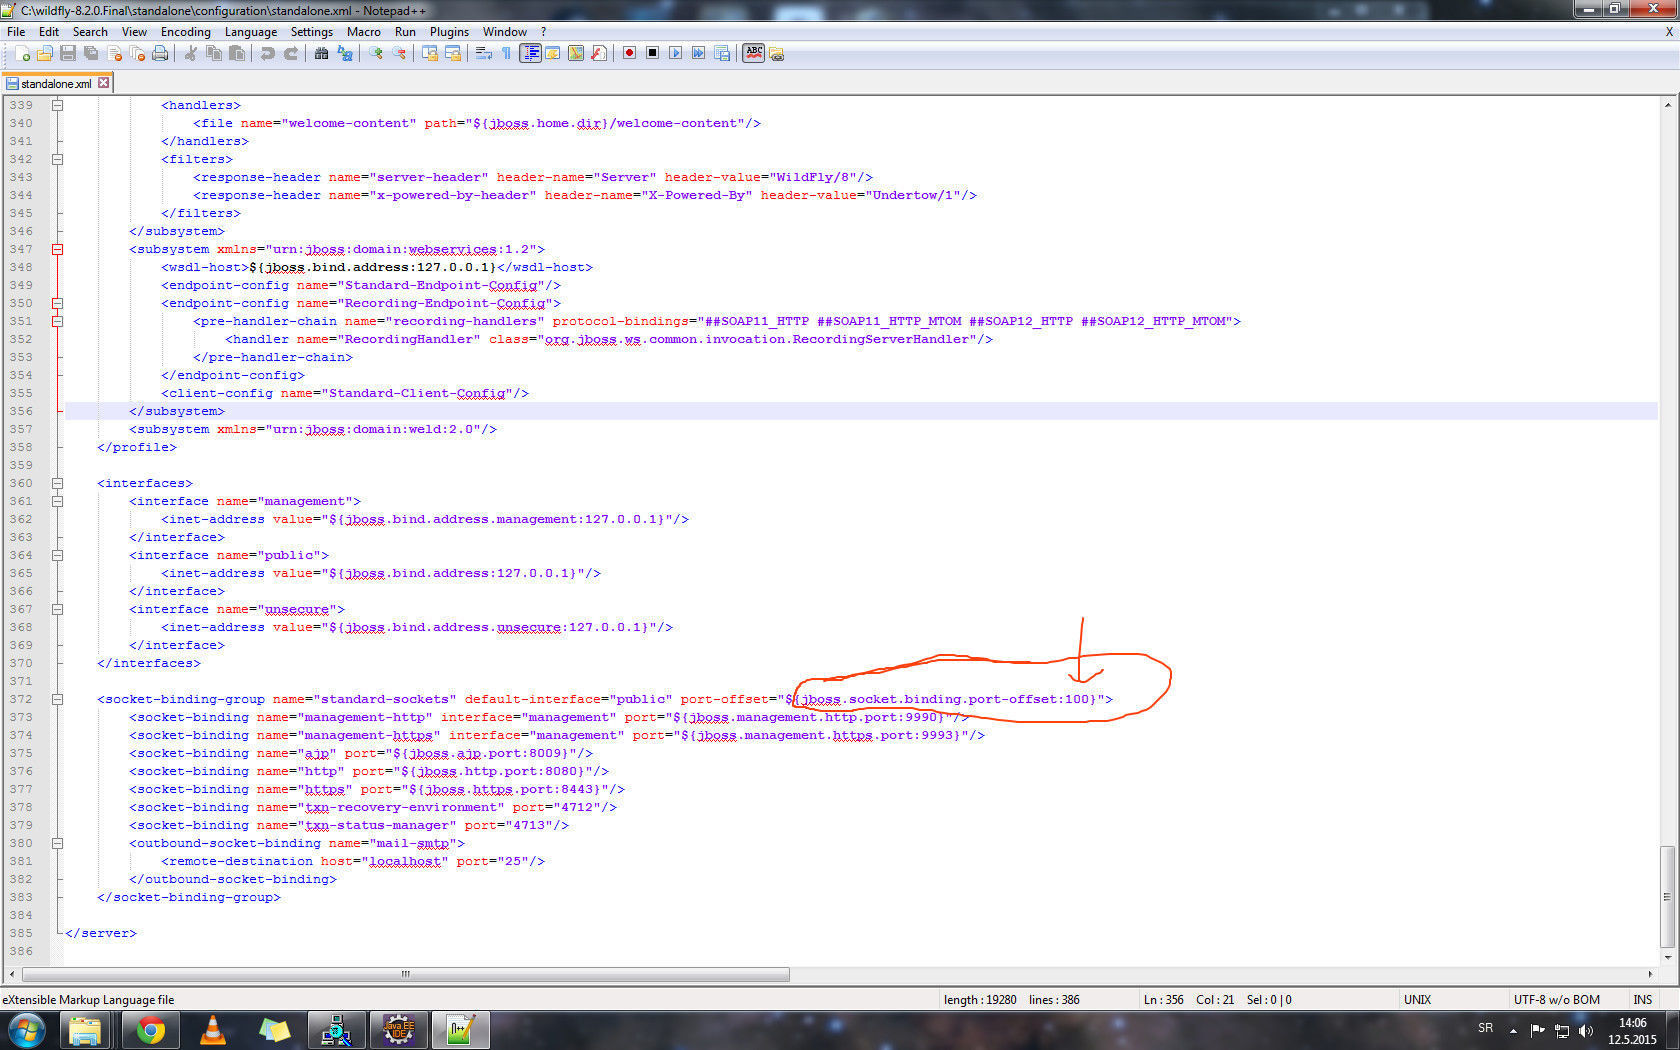 C:\wildfly-8.2.0.Final\standalone\configuration\standalone.xml - Notepad++
File Edit Search View Encoding Language Settings Macro Run Plugins Window ? X
standalone.xml
339 <handlers>
340 <file name="welcome-content" path="${jboss.home.dir}/welcome-content"/>
341 </handlers>
342 <filters>
343 <response-header name="server-header" header-name="Server" header-value="WildFly/8"/>
344 <response-header name="x-powered-by-header" header-name="X-Powered-By" header-value="Undertow/1"/>
345 </filters>
346 </subsystem>
347 <subsystem xmlns="urn:jboss:domain:webservices:1.2">
348 <wsdl-host>${jboss.bind.address:127.0.0.1}</wsdl-host>
349 <endpoint-config name="Standard-Endpoint-Config"/>
350 <endpoint-config name="Recording-Endpoint-Config">
351 <pre-handler-chain name="recording-handlers" protocol-bindings="##SOAP11_HTTP ##SOAP11_HTTP_MTOM ##SOAP12_HTTP ##SOAP12_HTTP_MTOM">
352 <handler name="RecordingHandler" class="org.jboss.ws.common.invocation.RecordingServerHandler"/>
353 </pre-handler-chain>
354 </endpoint-config>
355 <client-config name="Standard-Client-Config"/>
356 </subsystem>
357 <subsystem xmlns="urn:jboss:domain:weld:2.0"/>
358 </profile>
359
360 <interfaces>
361 <interface name="management">
362 <inet-address value="${jboss.bind.address.management:127.0.0.1}"/>
363 </interface>
364 <interface name="public">
365 <inet-address value="${jboss.bind.address:127.0.0.1}"/>
366 </interface>
367 <interface name="unsecure">
368 <inet-address value="${jboss.bind.address.unsecure:127.0.0.1}"/>
369 </interface>
370 </interfaces>
371
372 <socket-binding-group name="standard-sockets" default-interface="public" port-offset="${jboss.socket.binding.port-offset:100}">
373 <socket-binding name="management-http" interface="management" port="${jboss.management.http.port:9990}"/>
374 <socket-binding name="management-https" interface="management" port="${jboss.management.https.port:9993}"/>
375 <socket-binding name="ajp" port="${jboss.ajp.port:8009}"/>
376 <socket-binding name="http" port="${jboss.http.port:8080}"/>
377 <socket-binding name="https" port="${jboss.https.port:8443}"/>
378 <socket-binding name="txn-recovery-environment" port="4712"/>
379 <socket-binding name="txn-status-manager" port="4713"/>
380 <outbound-socket-binding name="mail-smtp">
381 <remote-destination host="localhost" port="25"/>
382 </outbound-socket-binding>
383 </socket-binding-group>
384
385 </server>
386
eXtensible Markup Language file length : 19280 lines : 386 Ln : 356 Col : 21 Sel : 0 | 0 UNIX UTF-8 w/o BOM INS
SR 14:06
12.5.2015